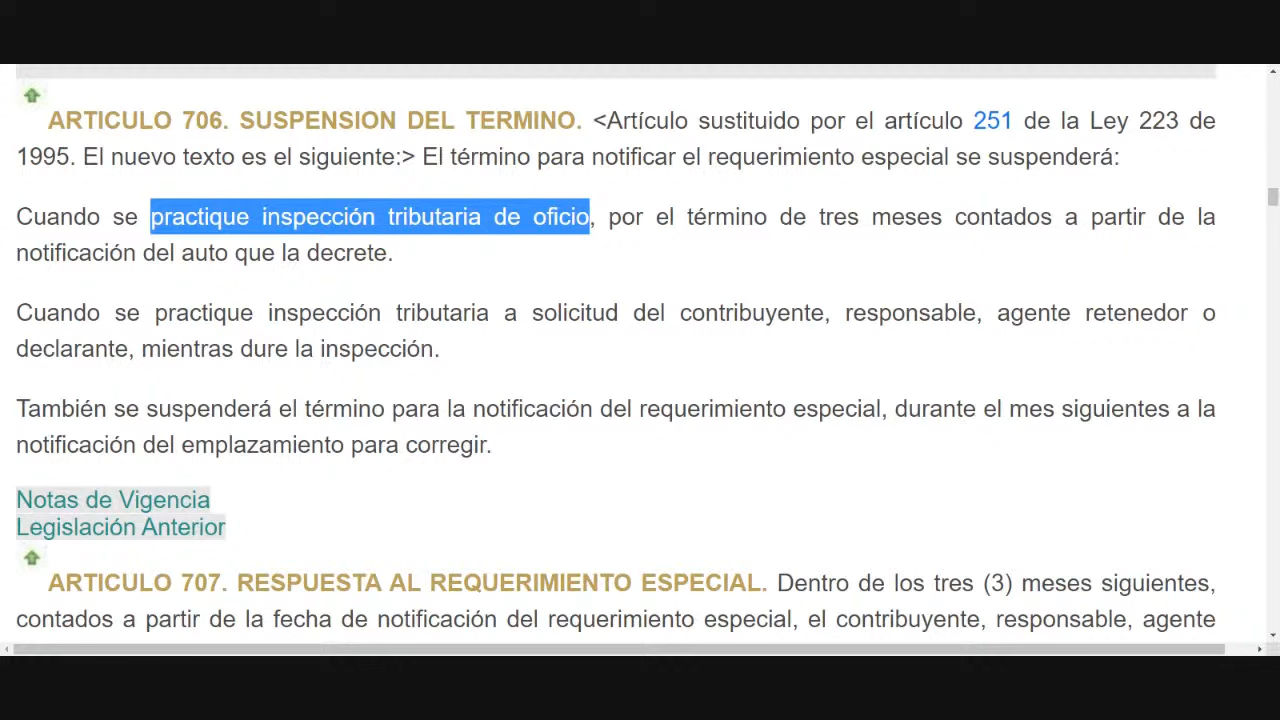 ARTICULO 706. SUSPENSION DEL TERMINO. <Artículo sustituido por el artículo 251 de la Ley 223 de
1995. El nuevo texto es el siguiente:> El término para notificar el requerimiento especial se suspenderá:
Cuando se practique inspección tributaria de oficio, por el término de tres meses contados a partir de la
notificación del auto que la decrete.
Cuando se practique inspección tributaria a solicitud del contribuyente, responsable, agente retenedor o
declarante, mientras dure la inspección.
También se suspenderá el término para la notificación del requerimiento especial, durante el mes siguientes a la
notificación del emplazamiento para corregir.
Notas de Vigencia
Legislación Anterior
ARTICULO 707. RESPUESTA AL REQUERIMIENTO ESPECIAL. Dentro de los tres (3) meses siguientes,
contados a partir de la fecha de notificación del requerimiento especial, el contribuyente, responsable, agente